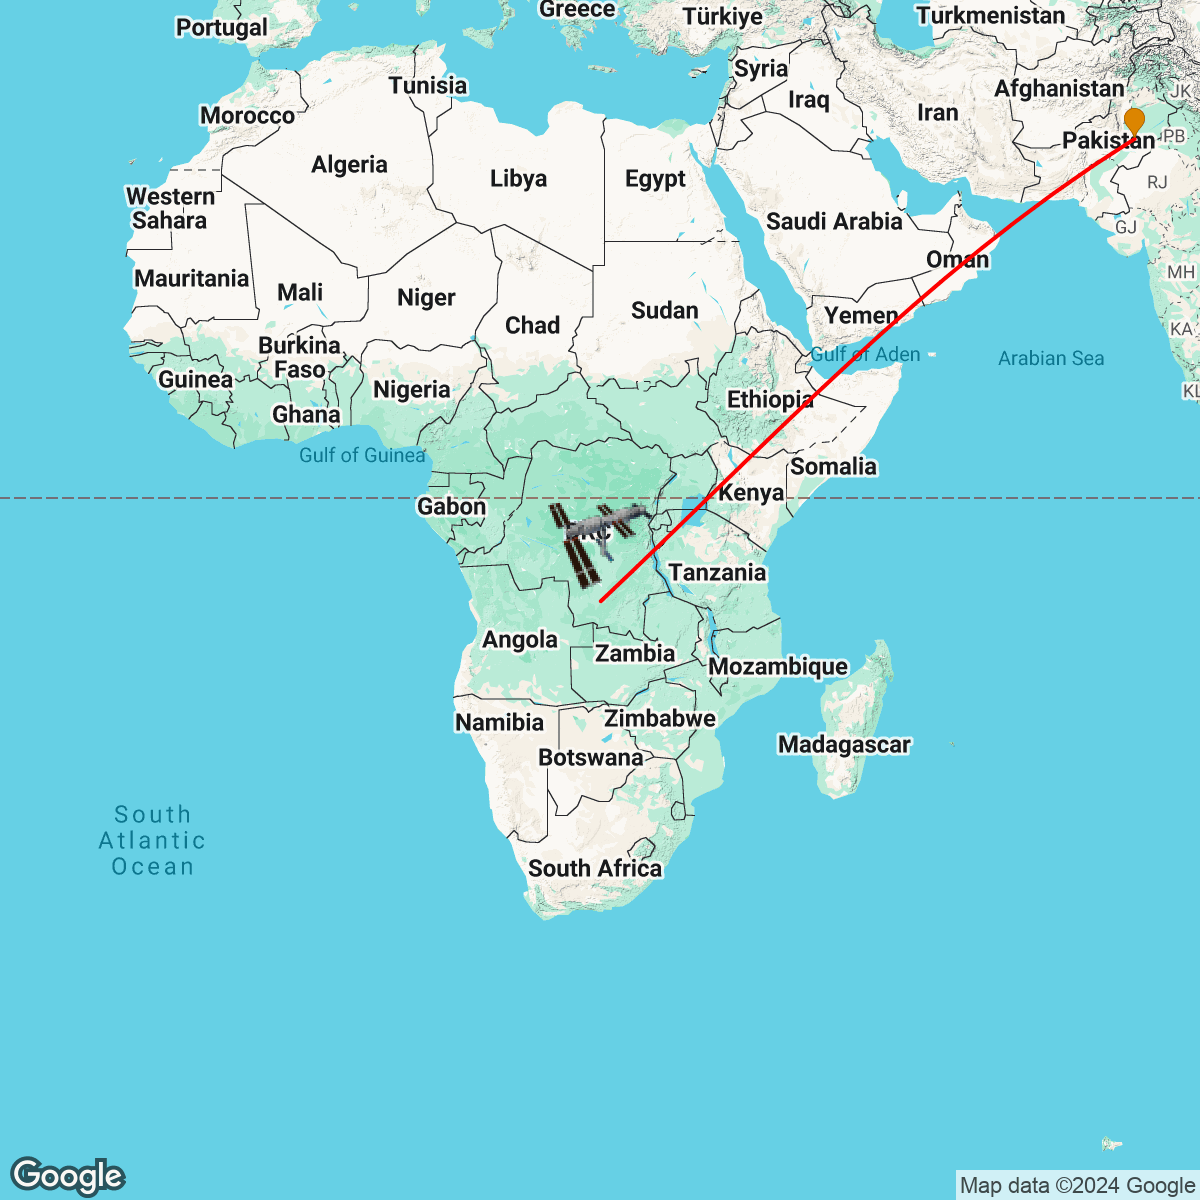 Greece
Türkiye
Turkmenistan
Portugal
Syria
Tunisia
Afghanistan
JK
Iraq
Iran
Morocco
Pakistan
PB
Algeria
Libya
Egypt
RJ
Western
Sahara
Saudi Arabia
GJ
Oman
MH
Mauritania
Mali
Niger
Sudan
Yemen
Chad
KA
Burkina
Faso
Gulf of Aden
Arabian Sea
Guinea
Nigeria
KL
Ethiopia
Ghana
Gulf of Guinea
Somalia
Kenya
Gabon
Tanzania
Angola
Zambia
Mozambique
Namibia
Zimbabwe
Madagascar
Botswana
South
Atlantic
Ocean
South Africa
Google
Map data ©2024 Google